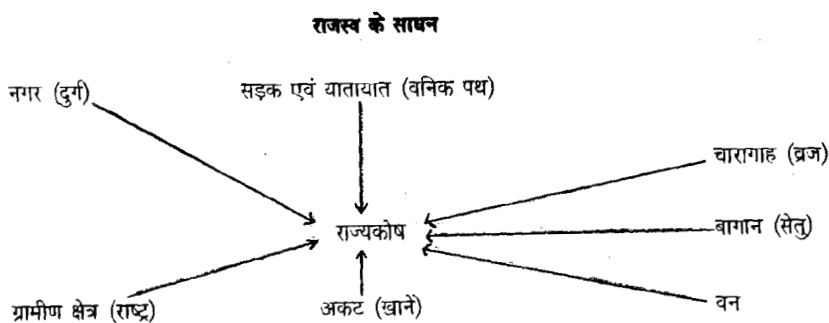 राजस्व के साधन
नगर (दुर्ग)
सड़क एवं यातायात (वनिक पथ)
चारागाह (व्रज)
राज्यकोष
बागान (सेतु)
ग्रामीण क्षेत्र (राष्ट्र)
अकट (खानें)
वन